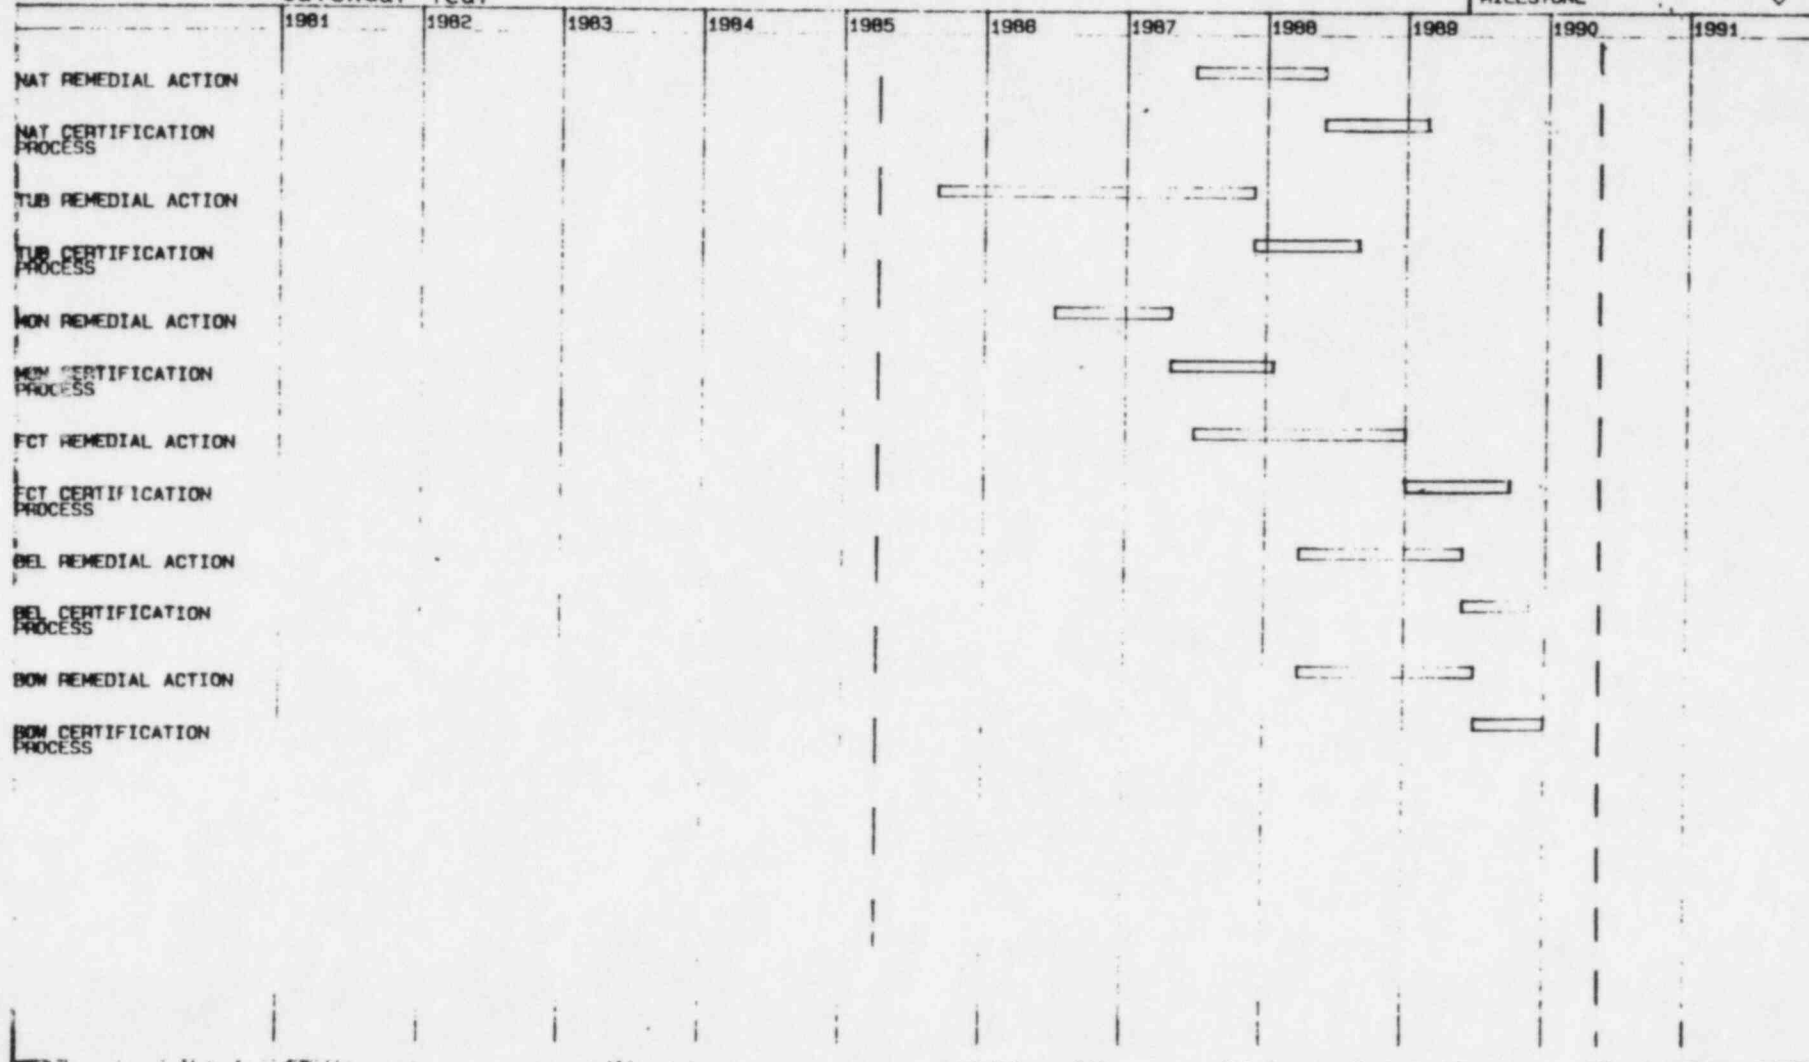 1981 1982 1983 1984 1985 1986 1987 1988 1989 1990 1991
NAT REMEDIAL ACTION
NAT CERTIFICATION
PROCESS
TUB REMEDIAL ACTION
TUB CERTIFICATION
PROCESS
MON REMEDIAL ACTION
MON CERTIFICATION
PROCESS
FCT REMEDIAL ACTION
FCT CERTIFICATION
PROCESS
BEL REMEDIAL ACTION
BEL CERTIFICATION
PROCESS
BOW REMEDIAL ACTION
BOW CERTIFICATION
PROCESS